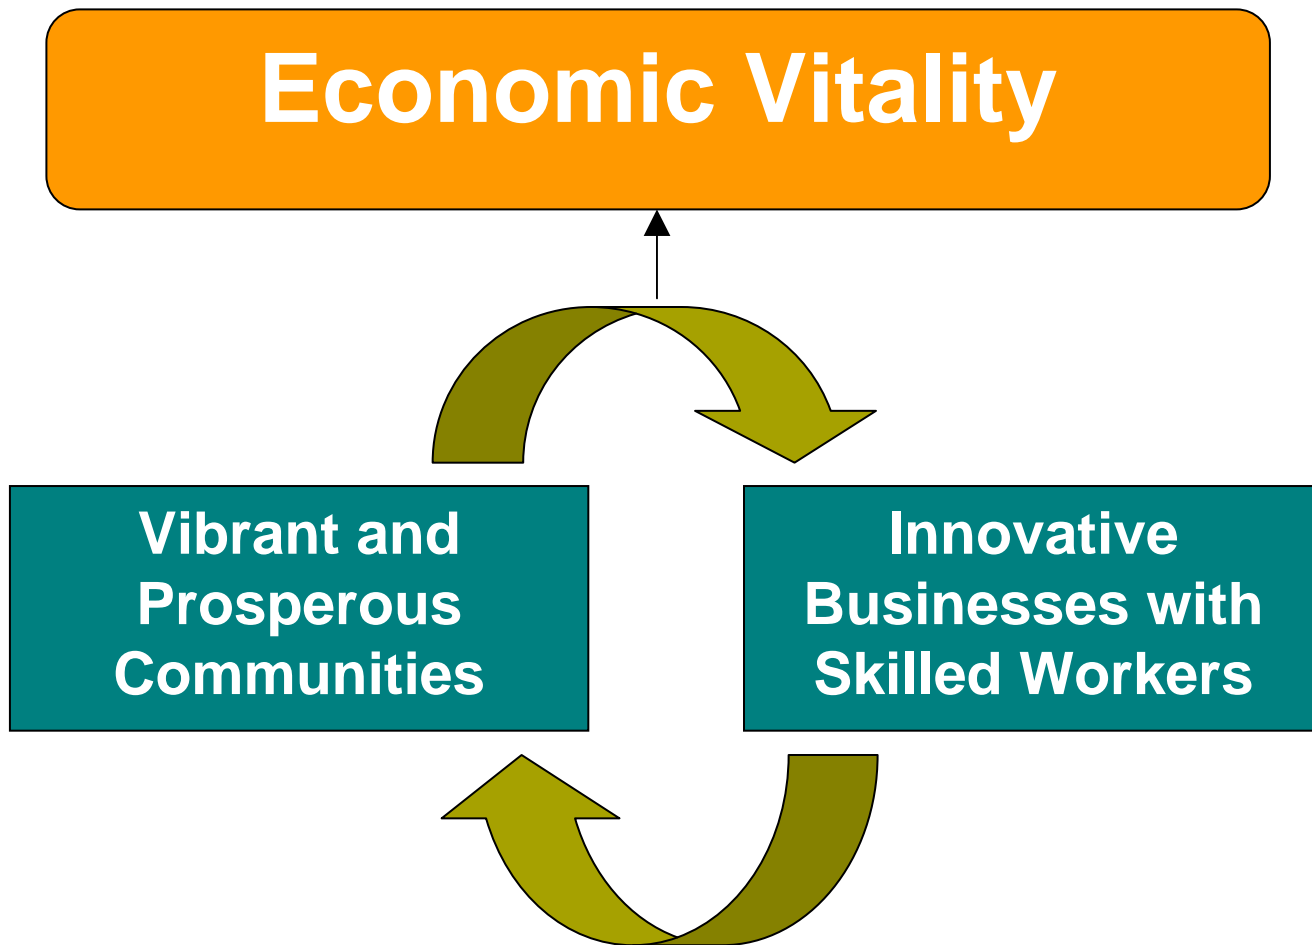 Economic Vitality
Vibrant and
Prosperous
Communities
Innovative
Businesses with
Skilled Workers